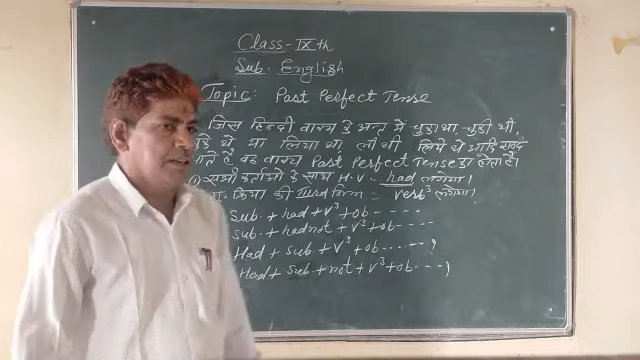 Class-IXth
Sub. English
Topic: Past Perfect Tense
जिस हिन्दी वाक्य के अन्त में चुका था, चुकी थी,
चुके थे या लिया था, ली थी, लिये थे आदि शब्द
आते हैं वह वाक्य Past Perfect Tense का होता है।
① सभी कर्ताओं के साथ H.V. = had लगेगा।
क्रिया की IIIrd form = verb³ लगेगा।
Sub. + had + V³ + ob - - - -
Sub. + had not + V³ + ob - - - -
Had + sub + V³ + ob - - - - - ?
Had + sub + not + V³ + ob - - - ?